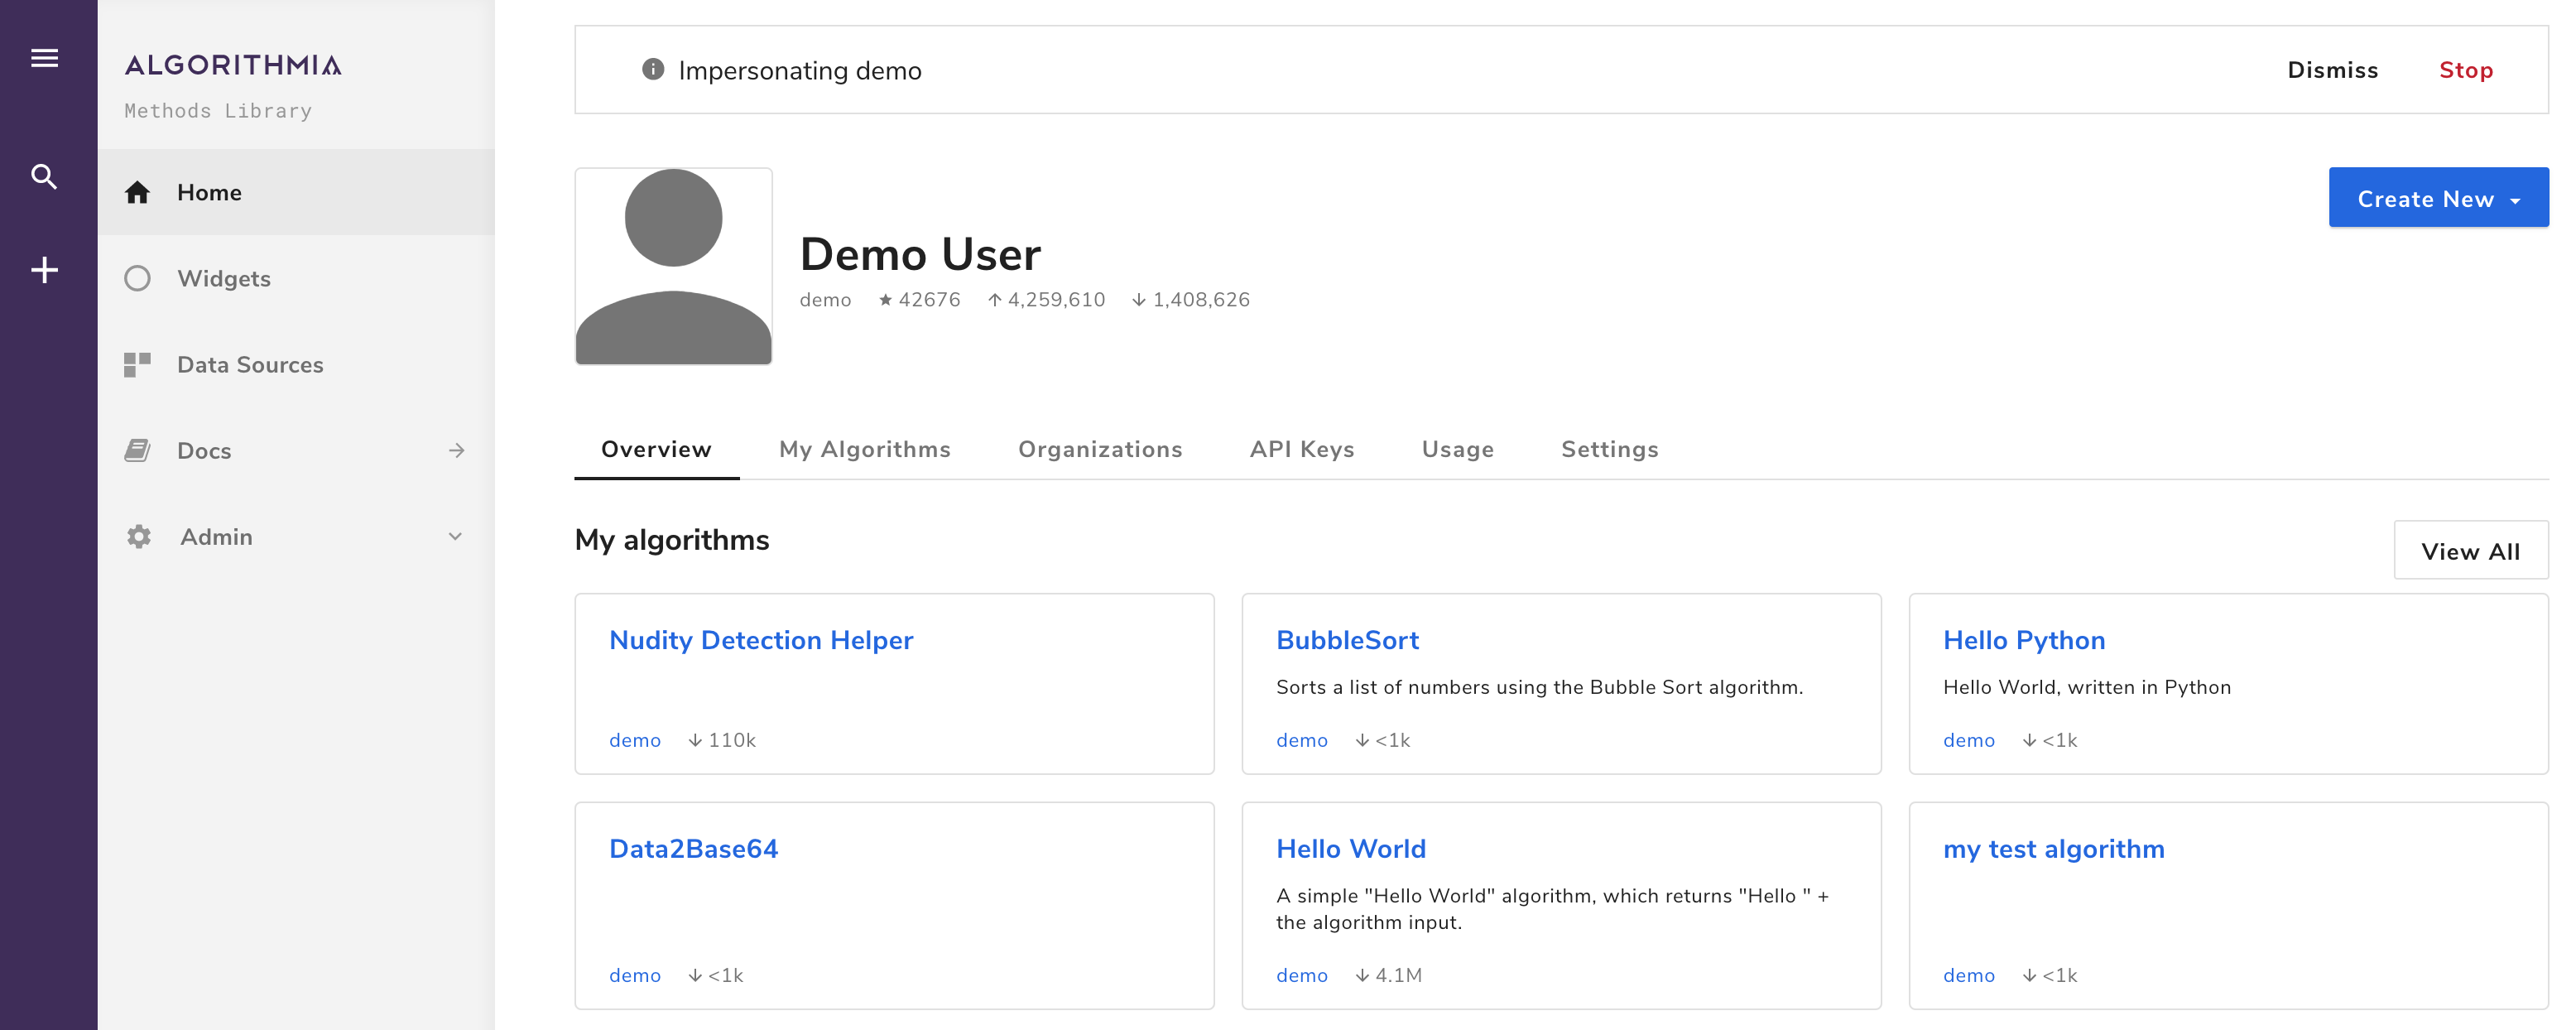 ALGORITHMIA
Methods Library
Home
Widgets
Data Sources
Docs
Admin
Impersonating demo
Dismiss
Stop
Create New
Demo User
demo 42676 4,259,610 1,408,626
Overview My Algorithms Organizations API Keys Usage Settings
My algorithms
View All
Nudity Detection Helper
demo 110k
BubbleSort
Sorts a list of numbers using the Bubble Sort algorithm.
demo <1k
Hello Python
Hello World, written in Python
demo <1k
Data2Base64
demo <1k
Hello World
A simple "Hello World" algorithm, which returns "Hello " +
the algorithm input.
demo 4.1M
my test algorithm
demo <1k